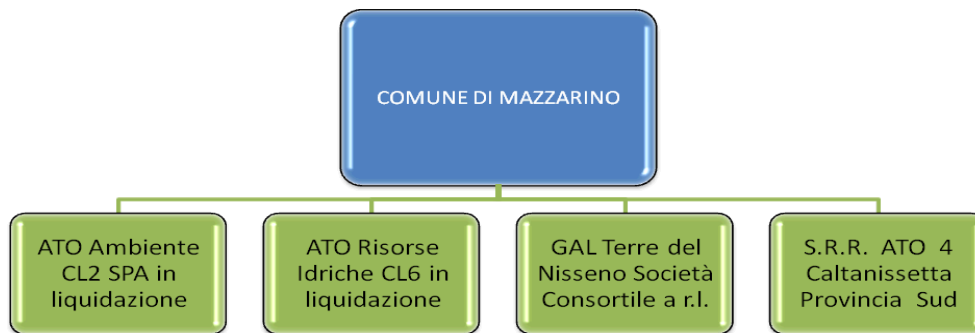 COMUNE DI MAZZARINO
ATO Ambiente
CL2 SPA in
liquidazione
ATO Risorse
Idriche CL6 in
liquidazione
GAL Terre del
Nisseno Società
Consortile a r.l.
S.R.R. ATO 4
Caltanissetta
Provincia Sud